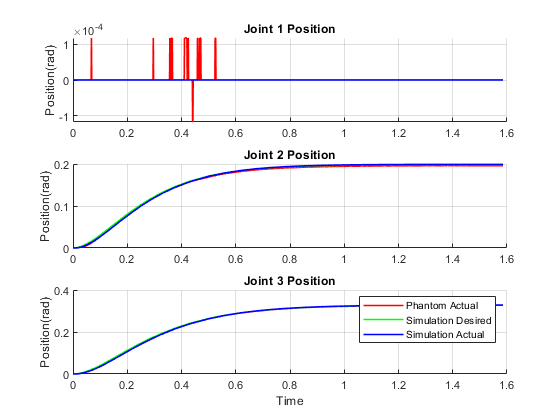 Joint 1 Position
×10-4
1
0
-1
Position(rad)
0 0.2 0.4 0.6 0.8 1 1.2 1.4 1.6
Joint 2 Position
0.2
0.1
0
Position(rad)
0 0.2 0.4 0.6 0.8 1 1.2 1.4 1.6
Joint 3 Position
0.4
0.2
0
Position(rad)
Phantom Actual
Simulation Desired
Simulation Actual
0 0.2 0.4 0.6 0.8 1 1.2 1.4 1.6
Time